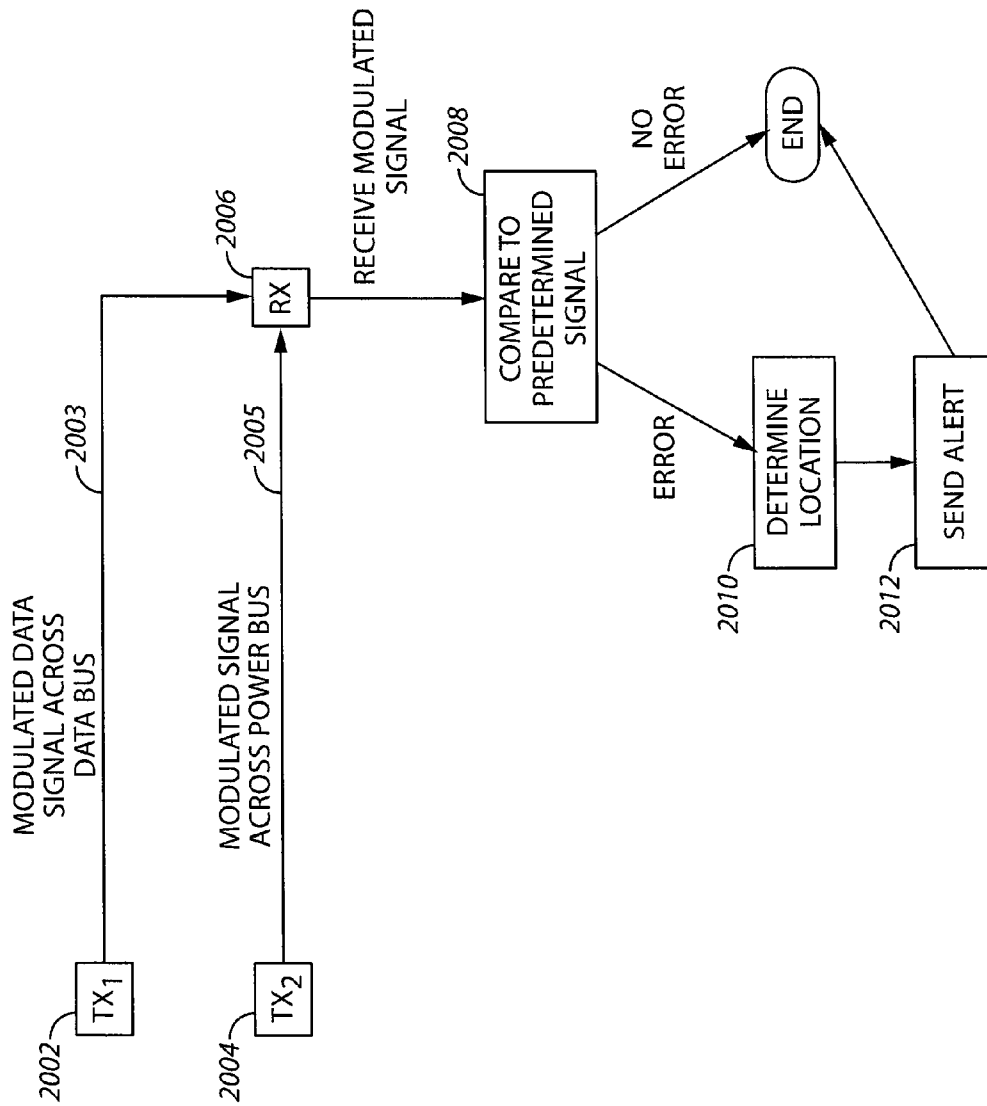 MODULATED DATA
SIGNAL ACROSS
DATA BUS
2003
2002
TX1
MODULATED SIGNAL
ACROSS POWER BUS
2005
2004
TX2
2006
RX
RECEIVE MODULATED
SIGNAL
2008
COMPARE TO
PREDETERMINED
SIGNAL
ERROR
NO
ERROR
2010
DETERMINE
LOCATION
END
2012
SEND ALERT